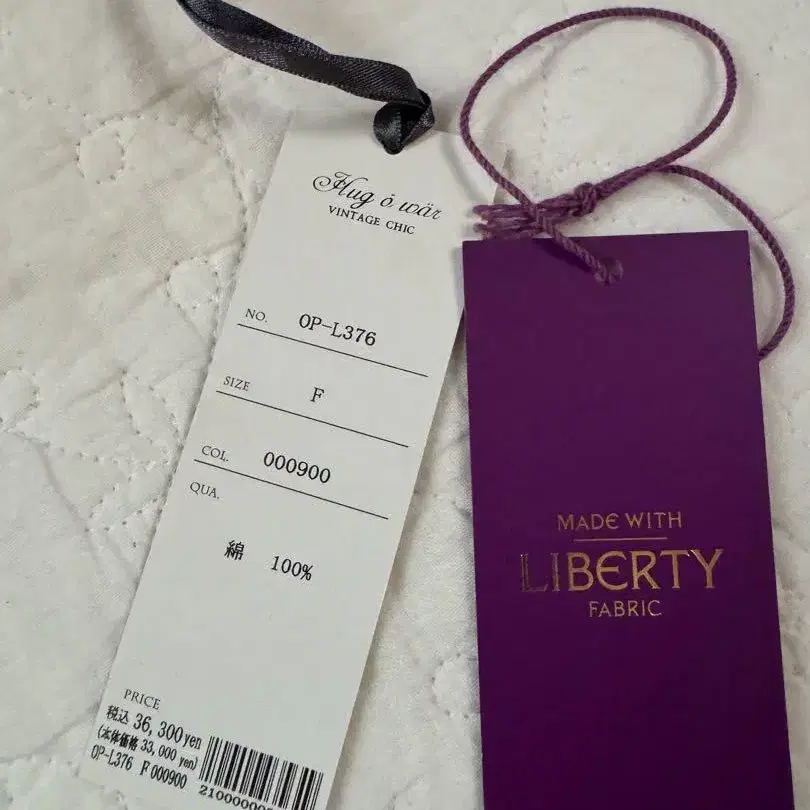 Hug ȯ wär
VINTAGE CHIC
NO. OP-L376
SIZE F
COL. 000900
QUA.
綿 100%
PRICE
税込 36,300yen
(本体価格 33,000 yen)
OP-L376 F 000900
MADE WITH
LIBERTY
FABRIC